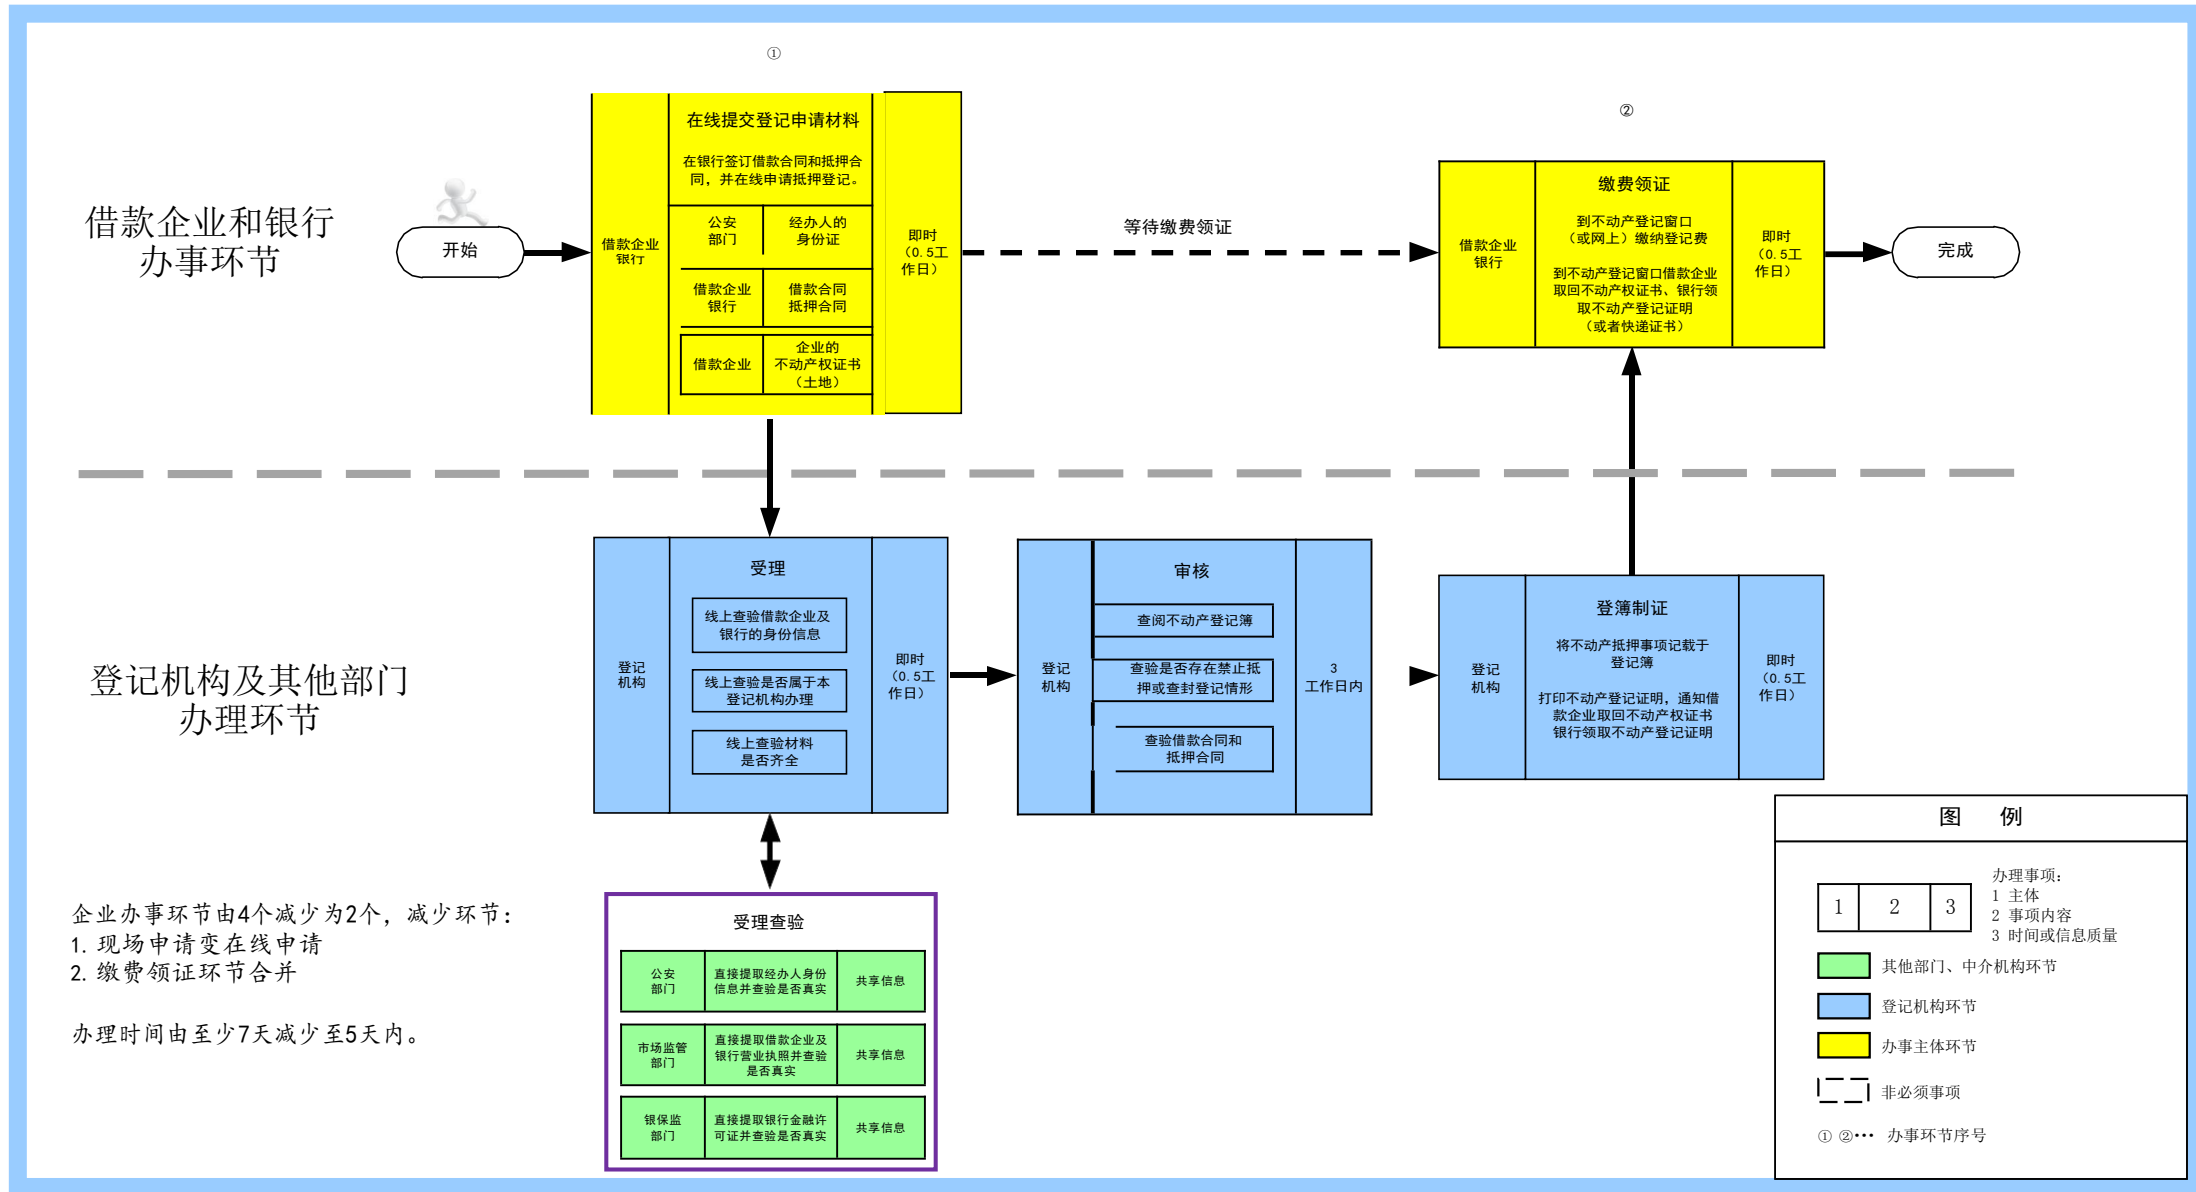 ①
在线提交登记申请材料
在银行签订借款合同和抵押合
同，并在线申请抵押登记。
借款企业
银行
公安
部门
经办人的
身份证
借款企业
银行
借款合同
抵押合同
借款企业
企业的
不动产权证书
（土地）
即时
（0.5工
作日）
借款企业和银行
办事环节
开始
等待缴费领证
②
借款企业
银行
缴费领证
到不动产登记窗口
（或网上）缴纳登记费
到不动产登记窗口借款企业
取回不动产权证书、银行领
取不动产登记证明
（或者快递证书）
即时
（0.5工
作日）
完成
登记机构及其他部门
办理环节
登记
机构
受理
线上查验借款企业及
银行的身份信息
线上查验是否属于本
登记机构办理
线上查验材料
是否齐全
即时
（0.5工
作日）
登记
机构
审核
查阅不动产登记簿
查验是否存在禁止抵
押或查封登记情形
查验借款合同和
抵押合同
3
工作日内
登记
机构
登簿制证
将不动产抵押事项记载于
登记簿
打印不动产登记证明，通知借
款企业取回不动产权证书
银行领取不动产登记证明
即时
（0.5工
作日）
企业办事环节由4个减少为2个，减少环节：
1. 现场申请变在线申请
2. 缴费领证环节合并
办理时间由至少7天减少至5天内。
受理查验
公安
部门
直接提取经办人身份
信息并查验是否真实
共享信息
市场监管
部门
直接提取借款企业及
银行营业执照并查验
是否真实
共享信息
银保监
部门
直接提取银行金融许
可证并查验是否真实
共享信息
图 例
1 2 3
办理事项：
1 主体
2 事项内容
3 时间或信息质量
其他部门、中介机构环节
登记机构环节
办事主体环节
非必须事项
① ②··· 办事环节序号